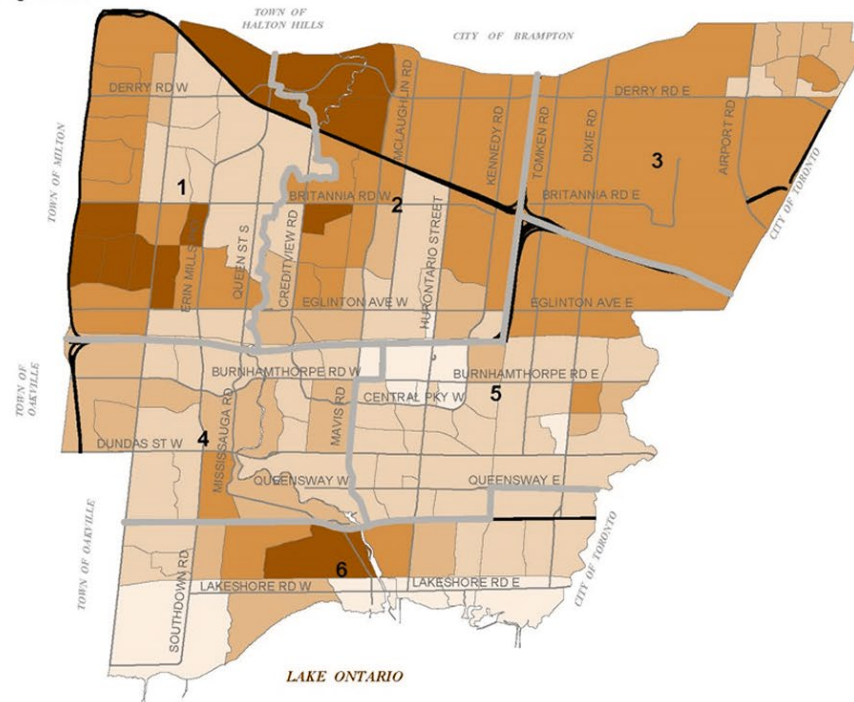 TOWN OF
HALTON HILLS
CITY OF BRAMPTON
DERRY RD W
MCLAUGHLIN RD
DERRY RD E
KENNEDY RD
TOMKEN RD
DIXIE RD
AIRPORT RD
3
TOWN OF MILTON
1
BRITANNIA RD W
2
BRITANNIA RD E
CITY OF TORONTO
ERIN MILLS
QUEEN ST S
CREDITVIEW RD
HURONTARIO STREET
EGLINTON AVE W
EGLINTON AVE E
TOWN OF
OAKVILLE
BURNHAMTHORPE RD W
BURNHAMTHORPE RD E
MISSISSAUGA RD
MAVIS RD
CENTRAL PKY W
5
4
DUNDAS ST W
QUEENSWAY W
QUEENSWAY E
TOWN OF OAKVILLE
SOUTHDOWN RD
6
LAKESHORE RD W
LAKESHORE RD E
CITY OF TORONTO
LAKE ONTARIO